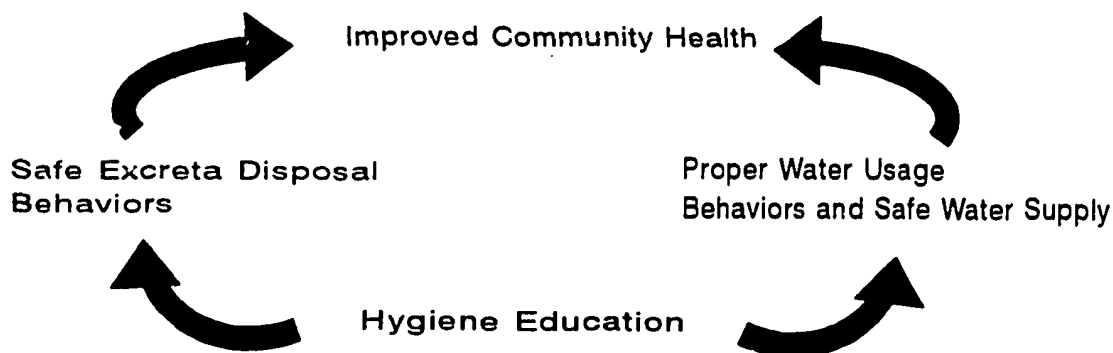 Improved Community Health
Safe Excreta Disposal
Behaviors
Proper Water Usage
Behaviors and Safe Water Supply
Hygiene Education